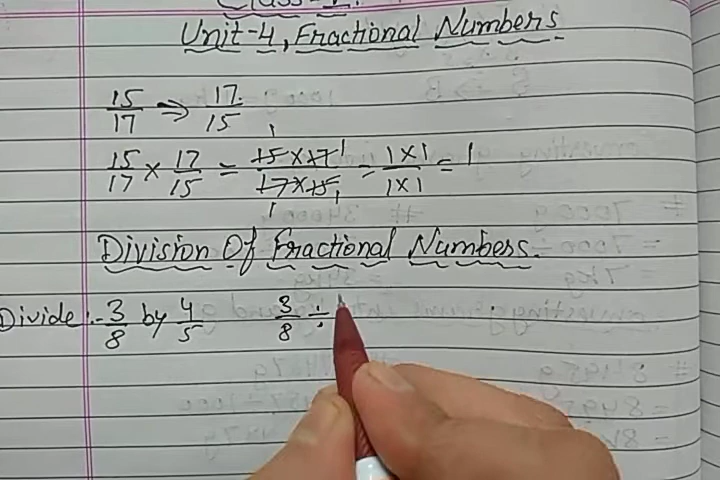 Unit-4, Fractional Numbers
15/17 ⇒ 17/15
15/17 × 17/15 = 15×17/17×15 = 1×1/1×1 = 1
Division Of Fractional Numbers.
Divide:- 3/8 by 4/5 3/8 ÷